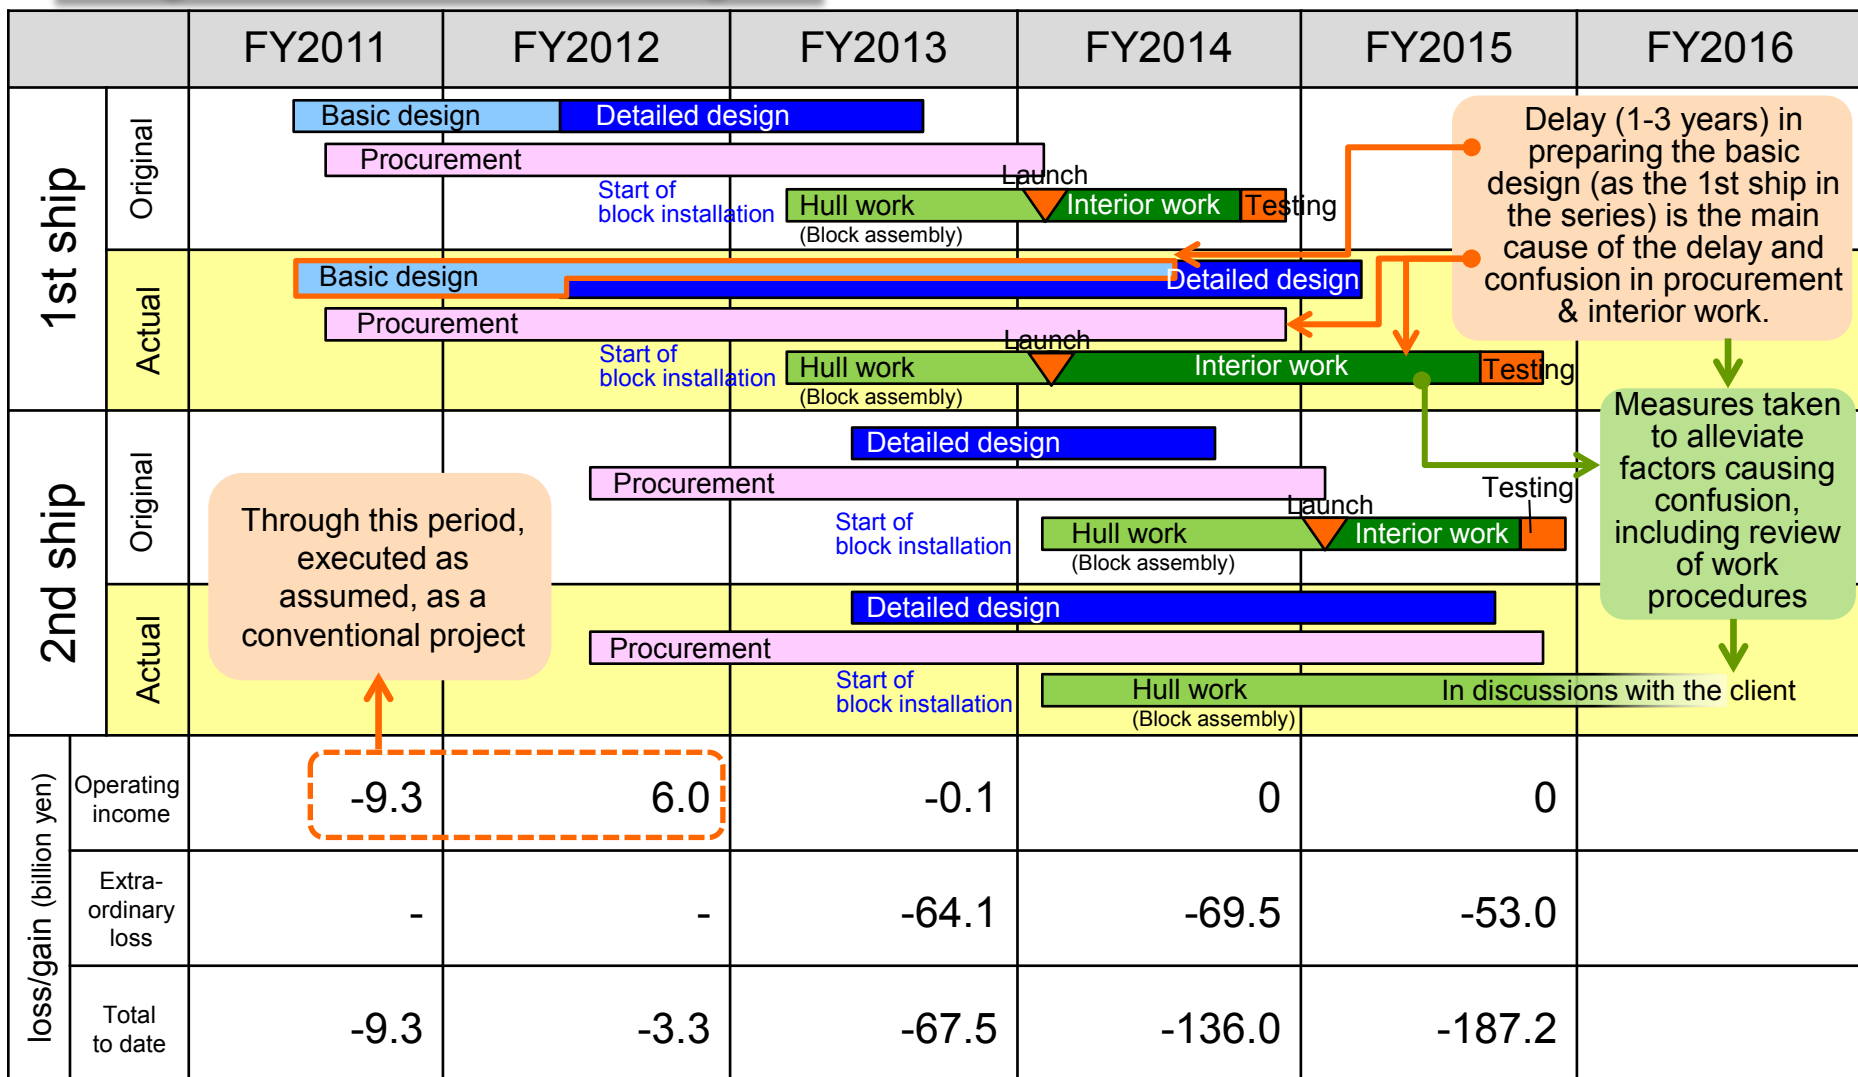 FY2011 FY2012 FY2013 FY2014 FY2015 FY2016
1st ship
Original
Basic design
Detailed design
Procurement
Launch
Start of
block installation
Hull work
(Block assembly)
Interior work
Testing
Actual
Basic design
Detailed design
Procurement
Launch
Start of
block installation
Hull work
(Block assembly)
Interior work
Testing
Delay (1-3 years) in
preparing the basic
design (as the 1st ship in
the series) is the main
cause of the delay and
confusion in procurement
& interior work.
2nd ship
Original
Detailed design
Procurement
Launch
Testing
Start of
block installation
Hull work
(Block assembly)
Interior work
Actual
Detailed design
Procurement
Start of
block installation
Hull work
(Block assembly)
In discussions with the client
Through this period,
executed as
assumed, as a
conventional project
Measures taken
to alleviate
factors causing
confusion,
including review
of work
procedures
loss/gain (billion yen)
Operating
income
-9.3 6.0 -0.1 0 0
Extra-
ordinary
loss
- - -64.1 -69.5 -53.0
Total
to date
-9.3 -3.3 -67.5 -136.0 -187.2